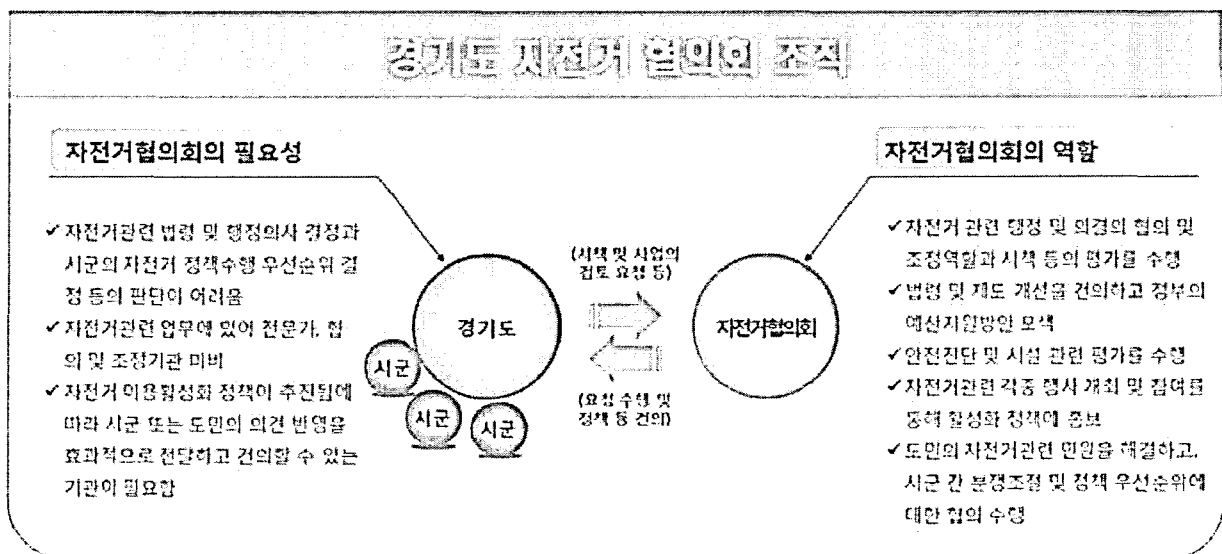 경기도 자전거 협의회 조직
자전거협의회의 필요성
✓자전거관련 법령 및 행정의사 결정과
시군의 자전거 정책수행 우선순위 결
정 등의 판단이 어려움
✓자전거관련 업무에 있어 전문가, 협
의 및 조정기관 미비
✓자전거 이용활성화 정책이 추진됨에
따라 시군 또는 도민의 의견 반영을
효과적으로 전달하고 건의할 수 있는
기관이 필요함
경기도
시군
시군
시군
(시책 및 사업의
검토 요청 등)
(요청 수행 및
정책 등 건의)
자전거협의회
자전거협의회의 역할
✓자전거 관련 행정 및 의결의 협의 및
조정역할과 시책 등의 평가를 수행
✓법령 및 제도 개선을 건의하고 정부의
예산지원방안 모색
✓안전진단 및 시설 관련 평가를 수행
✓자전거관련 각종 행사 개최 및 참여를
통해 활성화 정책에 홍보
✓도민의 자전거관련 민원을 해결하고,
시군 간 분쟁조정 및 정책 우선순위에
대한 협의 수행